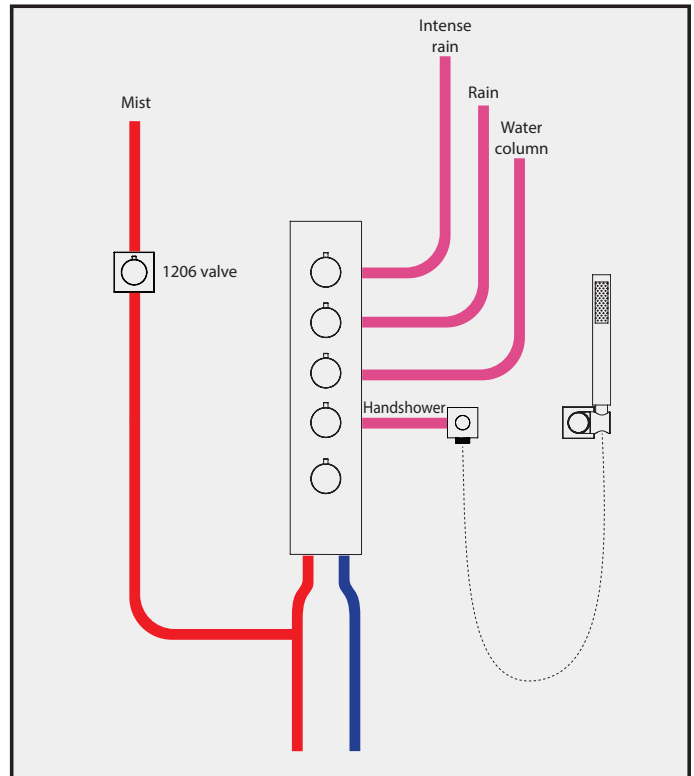 Intense
rain
Mist
Rain
Water
column
1206 valve
Handshower